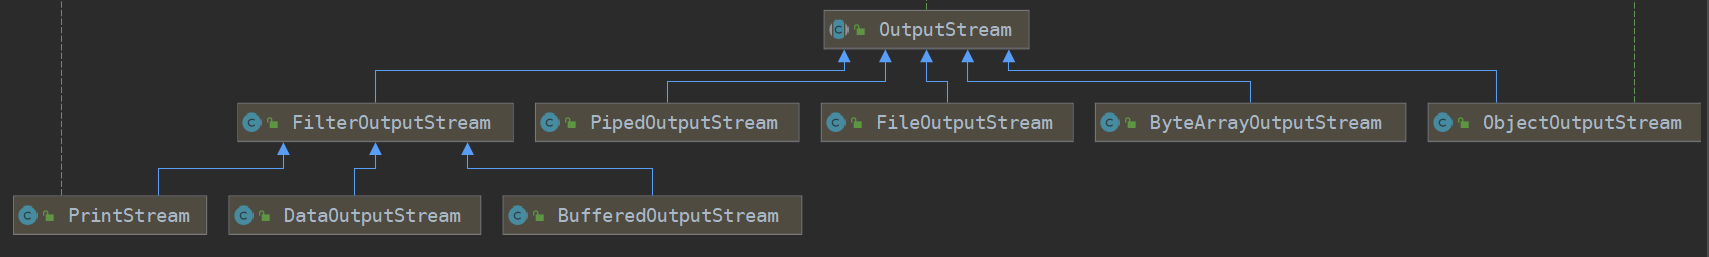 OutputStream
FilterOutputStream
PipedOutputStream
FileOutputStream
ByteArrayOutputStream
ObjectOutputStream
PrintStream
DataOutputStream
BufferedOutputStream